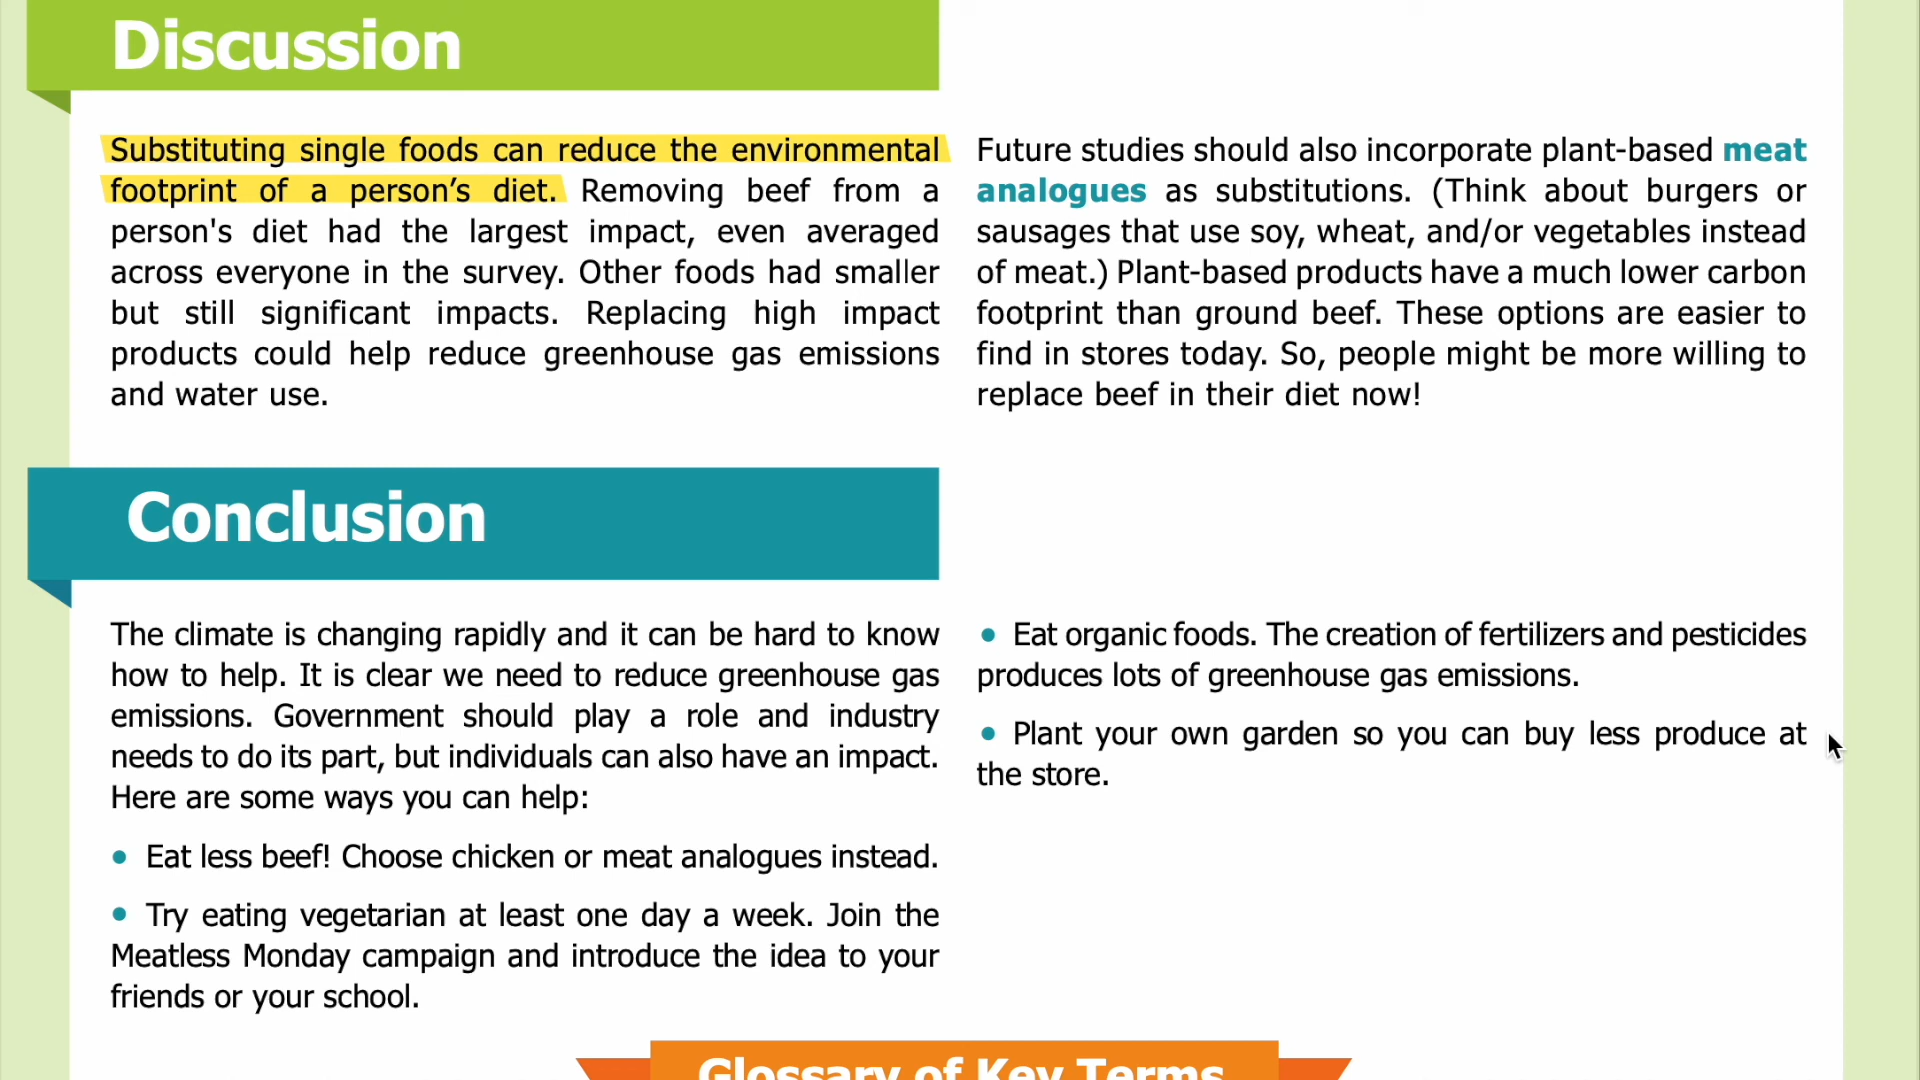 Discussion
Substituting single foods can reduce the environmental
footprint of a person’s diet. Removing beef from a
person's diet had the largest impact, even averaged
across everyone in the survey. Other foods had smaller
but still significant impacts. Replacing high impact
products could help reduce greenhouse gas emissions
and water use.
Future studies should also incorporate plant-based meat
analogues as substitutions. (Think about burgers or
sausages that use soy, wheat, and/or vegetables instead
of meat.) Plant-based products have a much lower carbon
footprint than ground beef. These options are easier to
find in stores today. So, people might be more willing to
replace beef in their diet now!
Conclusion
The climate is changing rapidly and it can be hard to know
how to help. It is clear we need to reduce greenhouse gas
emissions. Government should play a role and industry
needs to do its part, but individuals can also have an impact.
Here are some ways you can help:
• Eat less beef! Choose chicken or meat analogues instead.
• Try eating vegetarian at least one day a week. Join the
Meatless Monday campaign and introduce the idea to your
friends or your school.
• Eat organic foods. The creation of fertilizers and pesticides
produces lots of greenhouse gas emissions.
• Plant your own garden so you can buy less produce at
the store.
Glossary of Key Terms